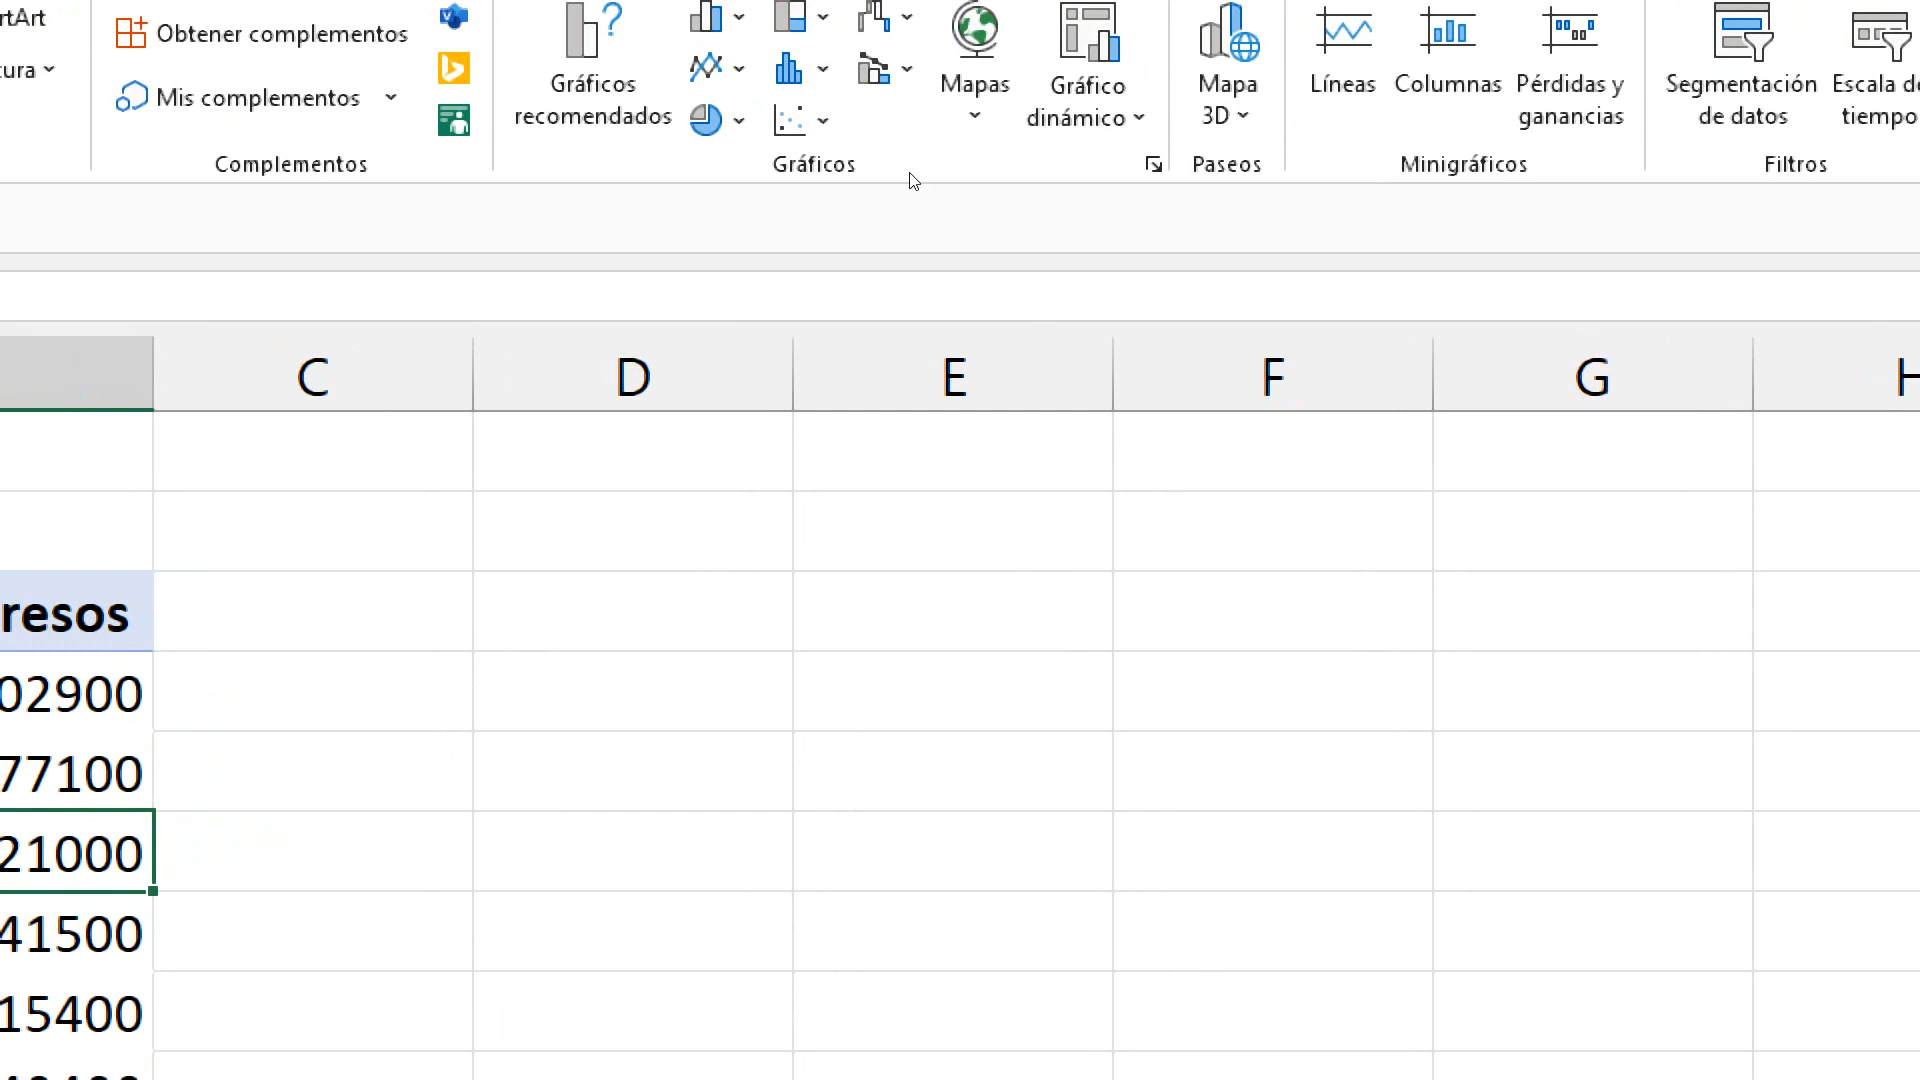 rtArt
Obtener complementos
Mis complementos
Complementos
Gráficos
recomendados
Mapas
Gráfico
dinámico
Gráficos
Mapa
3D
Paseos
Líneas
Columnas
Pérdidas y
ganancias
Minigráficos
Segmentación
de datos
Escala de
tiempo
Filtros
C D E F G H
resos
02900
77100
21000
41500
15400